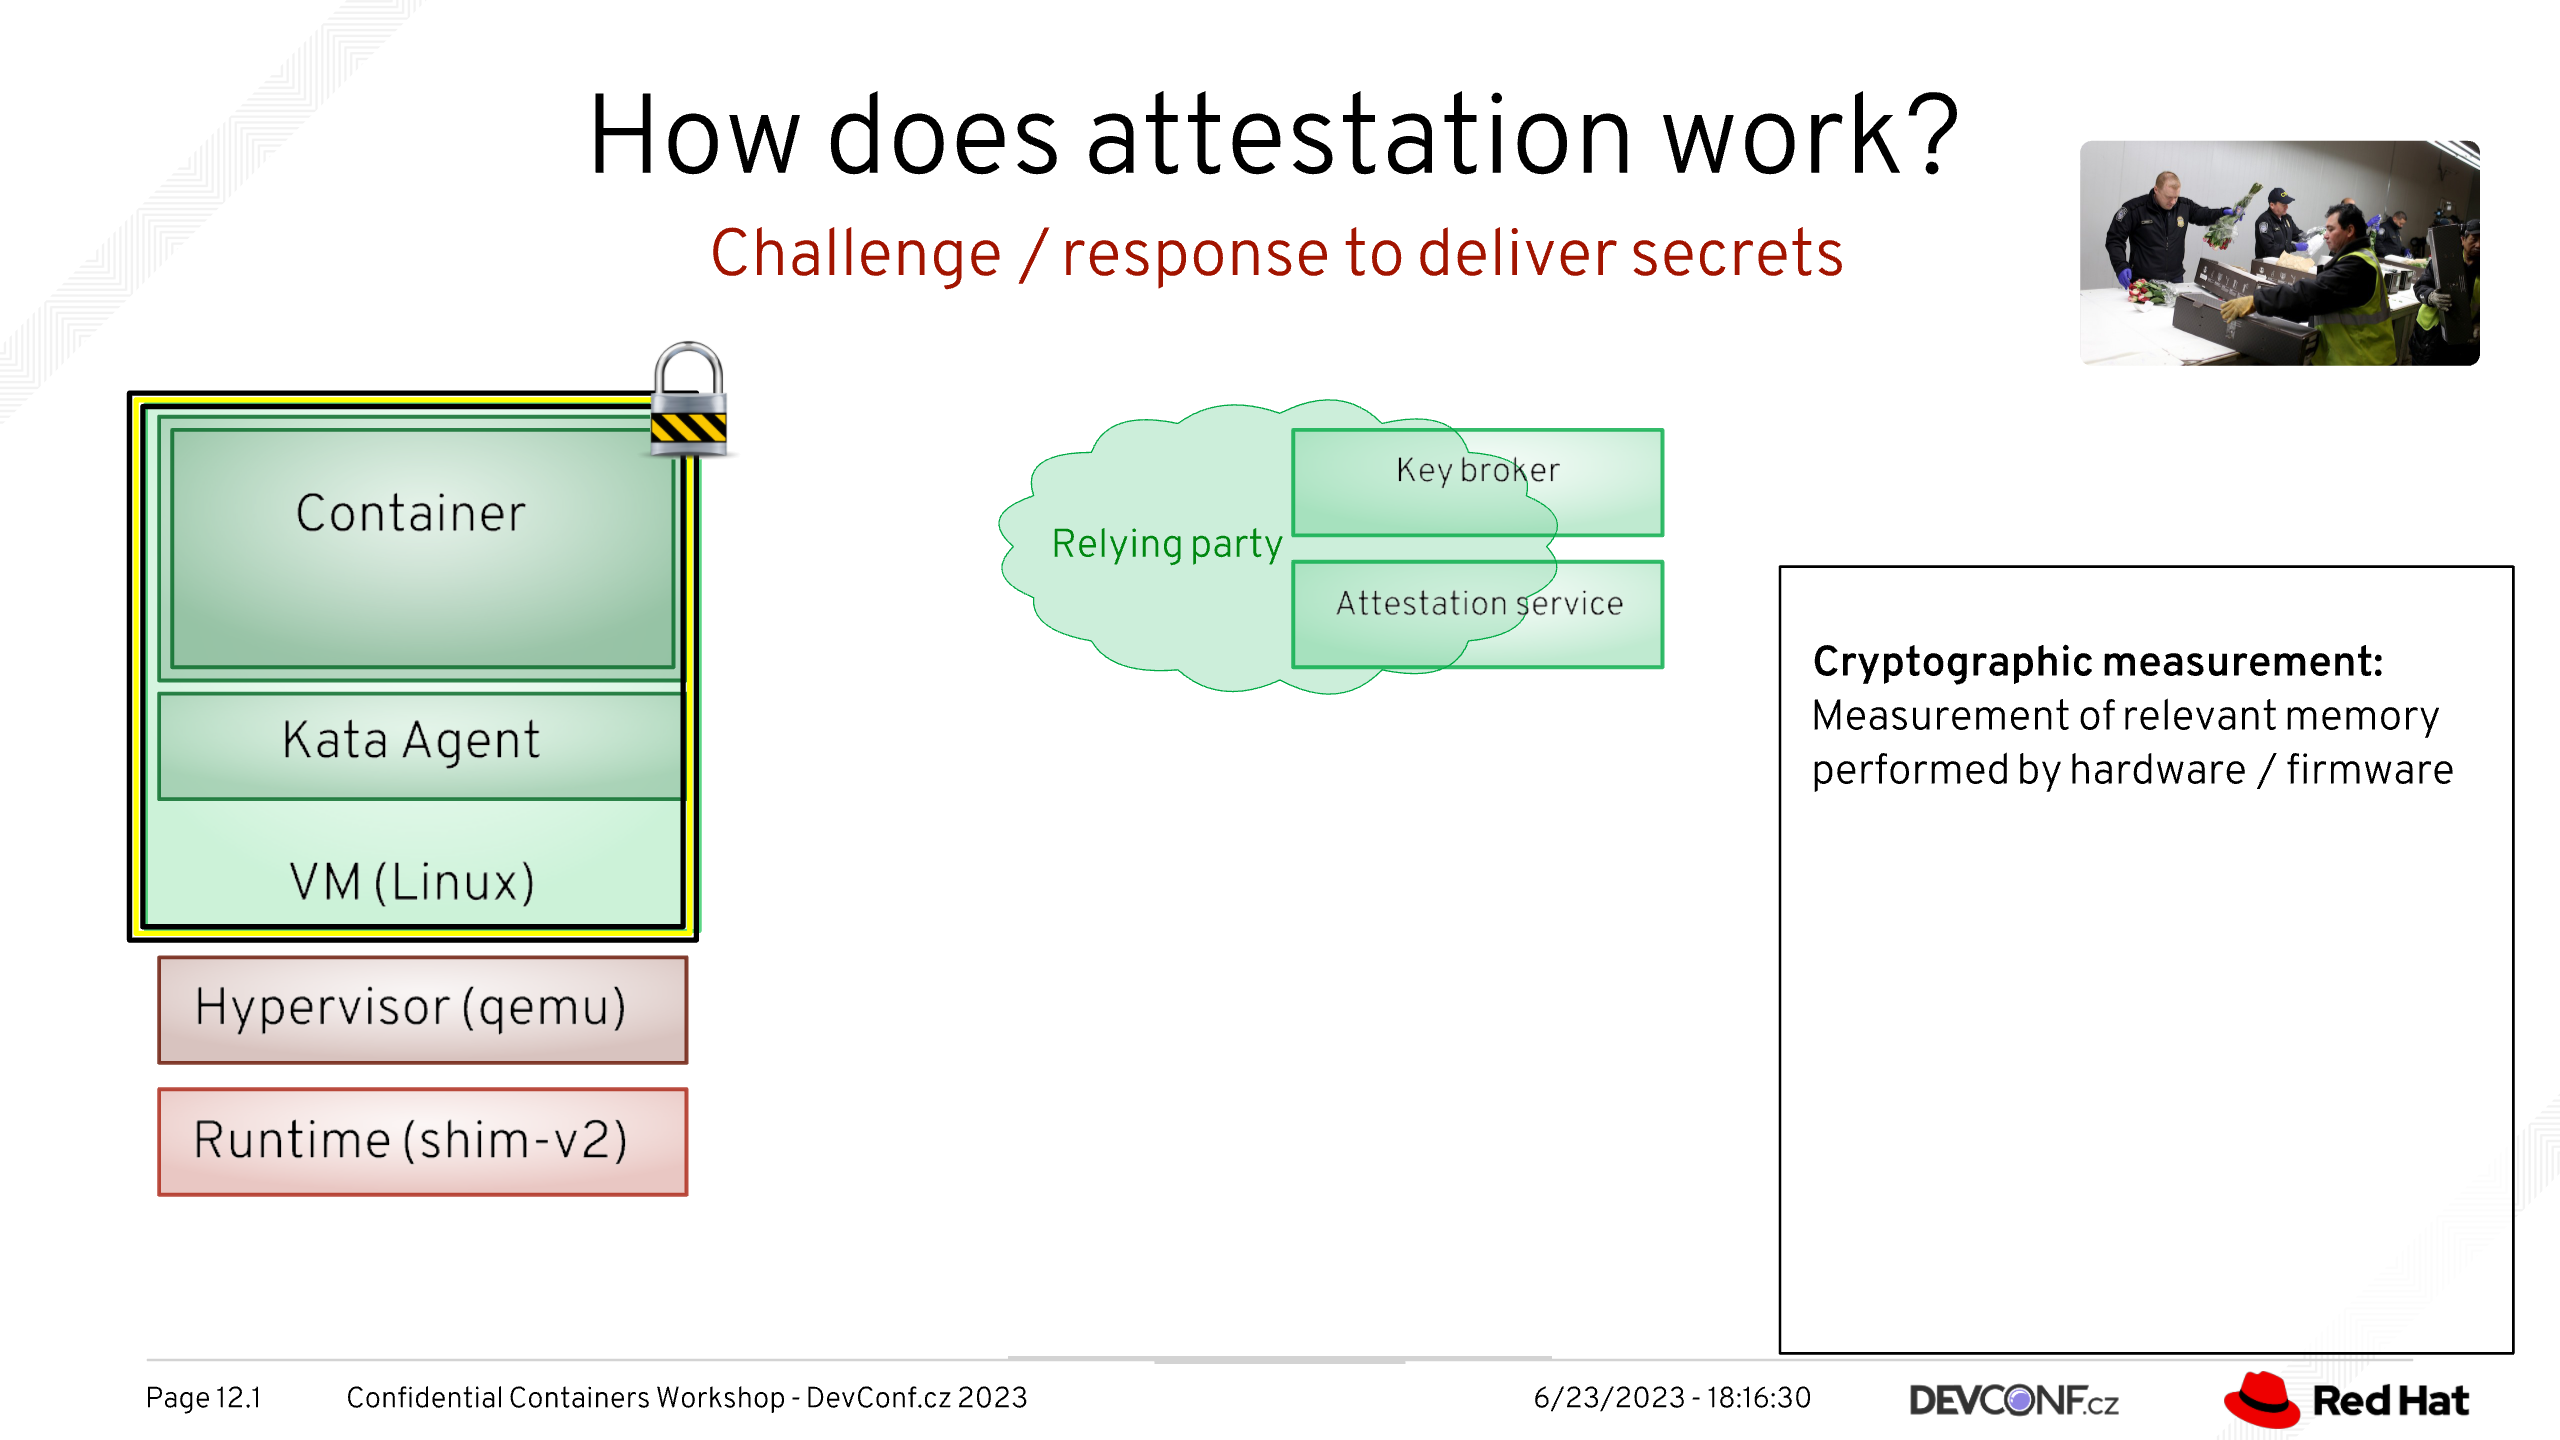 How does attestation work?
Challenge / response to deliver secrets
Container
Kata Agent
VM (Linux)
Hypervisor (qemu)
Runtime (shim-v2)
Relying party
Key broker
Attestation service
Cryptographic measurement:
Measurement of relevant memory
performed by hardware / firmware
Page 12.1
Confidential Containers Workshop - DevConf.cz 2023
6/23/2023 - 18:16:30
DEVCONF.cz
Red Hat